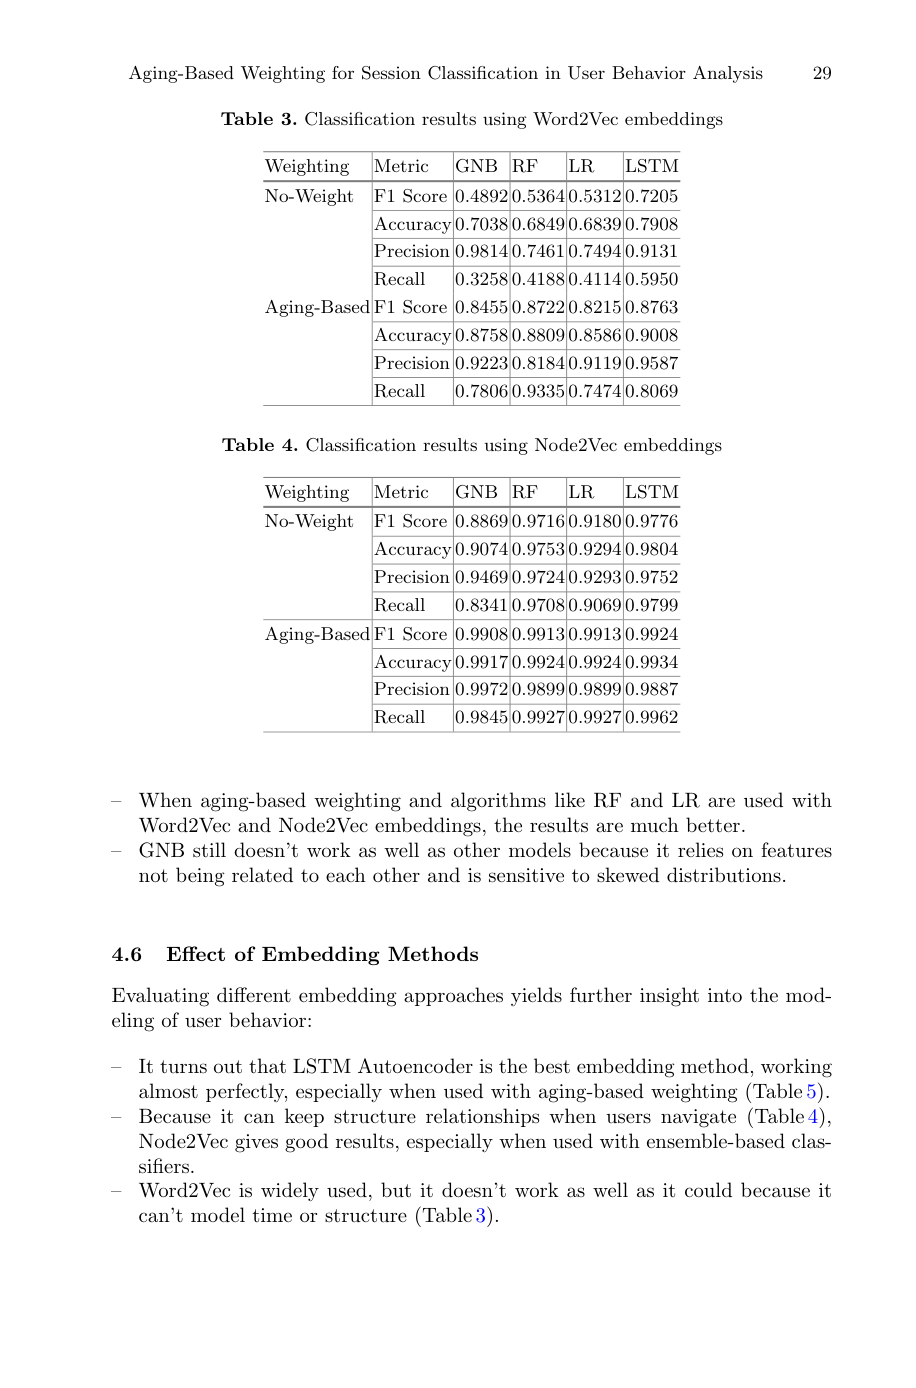 Aging-Based Weighting for Session Classification in User Behavior Analysis 29
Table 3. Classification results using Word2Vec embeddings
Weighting Metric GNB RF LR LSTM
No-Weight F1 Score 0.4892 0.5364 0.5312 0.7205
Accuracy 0.7038 0.6849 0.6839 0.7908
Precision 0.9814 0.7461 0.7494 0.9131
Recall 0.3258 0.4188 0.4114 0.5950
Aging-Based F1 Score 0.8455 0.8722 0.8215 0.8763
Accuracy 0.8758 0.8809 0.8586 0.9008
Precision 0.9223 0.8184 0.9119 0.9587
Recall 0.7806 0.9335 0.7474 0.8069
Table 4. Classification results using Node2Vec embeddings
Weighting Metric GNB RF LR LSTM
No-Weight F1 Score 0.8869 0.9716 0.9180 0.9776
Accuracy 0.9074 0.9753 0.9294 0.9804
Precision 0.9469 0.9724 0.9293 0.9752
Recall 0.8341 0.9708 0.9069 0.9799
Aging-Based F1 Score 0.9908 0.9913 0.9913 0.9924
Accuracy 0.9917 0.9924 0.9924 0.9934
Precision 0.9972 0.9899 0.9899 0.9887
Recall 0.9845 0.9927 0.9927 0.9962
– When aging-based weighting and algorithms like RF and LR are used with
Word2Vec and Node2Vec embeddings, the results are much better.
– GNB still doesn't work as well as other models because it relies on features
not being related to each other and is sensitive to skewed distributions.
4.6 Effect of Embedding Methods
Evaluating different embedding approaches yields further insight into the mod-
eling of user behavior:
– It turns out that LSTM Autoencoder is the best embedding method, working
almost perfectly, especially when used with aging-based weighting (Table 5).
– Because it can keep structure relationships when users navigate (Table 4),
Node2Vec gives good results, especially when used with ensemble-based clas-
sifiers.
– Word2Vec is widely used, but it doesn't work as well as it could because it
can't model time or structure (Table 3).